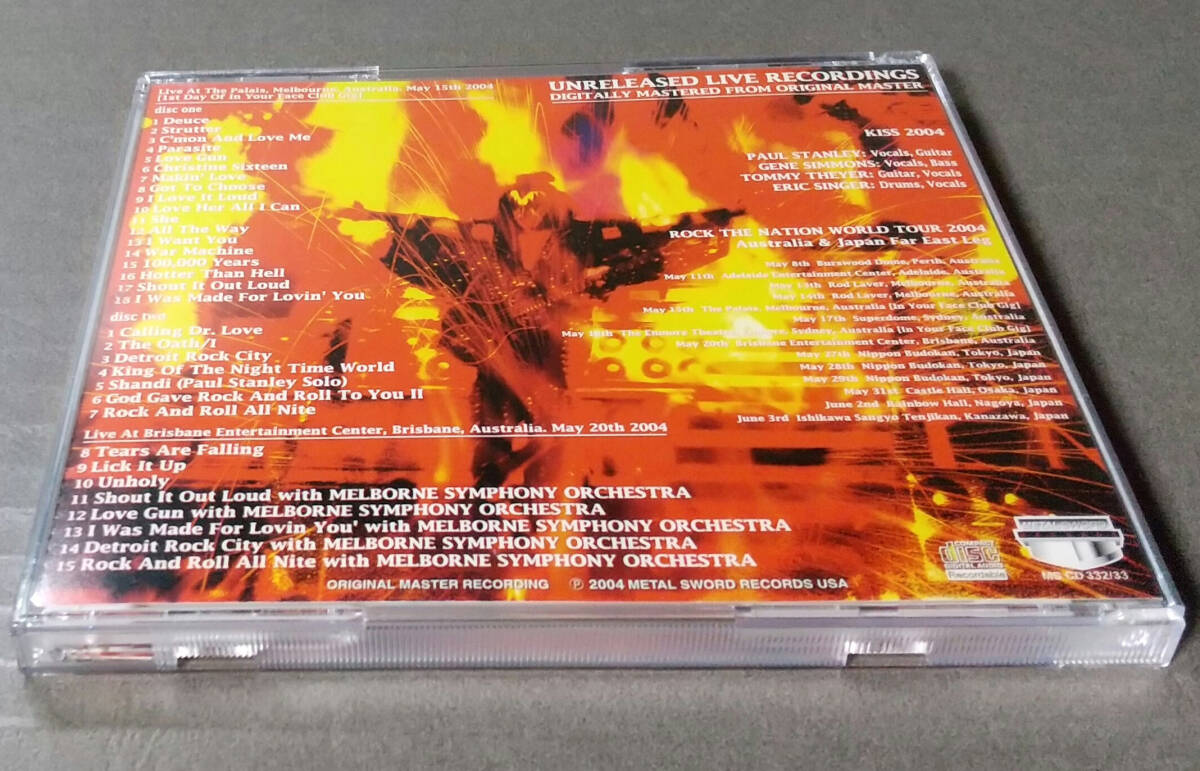 Live At The Palais, Melbourne, Australia. May 15th 2004
[1st Day Of In Your Face Club Gig]
disc one
1 Deuce
2 Strutter
3 C'mon And Love Me
4 Parasite
5 Love Gun
6 Christine Sixteen
7 Makin' Love
8 Got To Choose
9 I Love It Loud
10 Love Her All I Can
11 She
12 All The Way
13 I Want You
14 War Machine
15 100,000 Years
16 Hotter Than Hell
17 Shout It Out Loud
18 I Was Made For Lovin' You
disc two
1 Calling Dr. Love
2 The Oath/I
3 Detroit Rock City
4 King Of The Night Time World
5 Shandi (Paul Stanley Solo)
6 God Gave Rock And Roll To You II
7 Rock And Roll All Nite
Live At Brisbane Entertainment Center, Brisbane, Australia. May 20th 2004
8 Tears Are Falling
9 Lick It Up
10 Unholy
11 Shout It Out Loud with MELBORNE SYMPHONY ORCHESTRA
12 Love Gun with MELBORNE SYMPHONY ORCHESTRA
13 I Was Made For Lovin You' with MELBORNE SYMPHONY ORCHESTRA
14 Detroit Rock City with MELBORNE SYMPHONY ORCHESTRA
15 Rock And Roll All Nite with MELBORNE SYMPHONY ORCHESTRA
UNRELEASED LIVE RECORDINGS
DIGITALLY MASTERED FROM ORIGINAL MASTER
KISS 2004
PAUL STANLEY: Vocals, Guitar
GENE SIMMONS: Vocals, Bass
TOMMY THEYER: Guitar, Vocals
ERIC SINGER: Drums, Vocals
ROCK THE NATION WORLD TOUR 2004
Australia & Japan Far East Leg
May 8th Burswood Dome, Perth, Australia
May 11th Adelaide Entertainment Center, Adelaide, Australia
May 13th Rod Laver, Melbourne, Australia
May 14th Rod Laver, Melbourne, Australia
May 15th The Palais, Melbourne, Australia [In Your Face Club Gig]
May 17th Superdome, Sydney, Australia
The Enmore Theatre, Sydney, Australia [In Your Face Club Gig]
May 20th Brisbane Entertainment Center, Brisbane, Australia
May 27th Nippon Budokan, Tokyo, Japan
May 28th Nippon Budokan, Tokyo, Japan
May 29th Nippon Budokan, Tokyo, Japan
May 31st Castle Hall, Osaka, Japan
June 2nd Rainbow Hall, Nagoya, Japan
June 3rd Ishikawa Sangyo Tenjikan, Kanazawa, Japan
METAL SWORD
COMPACT
disc
DIGITAL AUDIO
Recordable
MS CD 332/33
ORIGINAL MASTER RECORDING ℗ 2004 METAL SWORD RECORDS USA